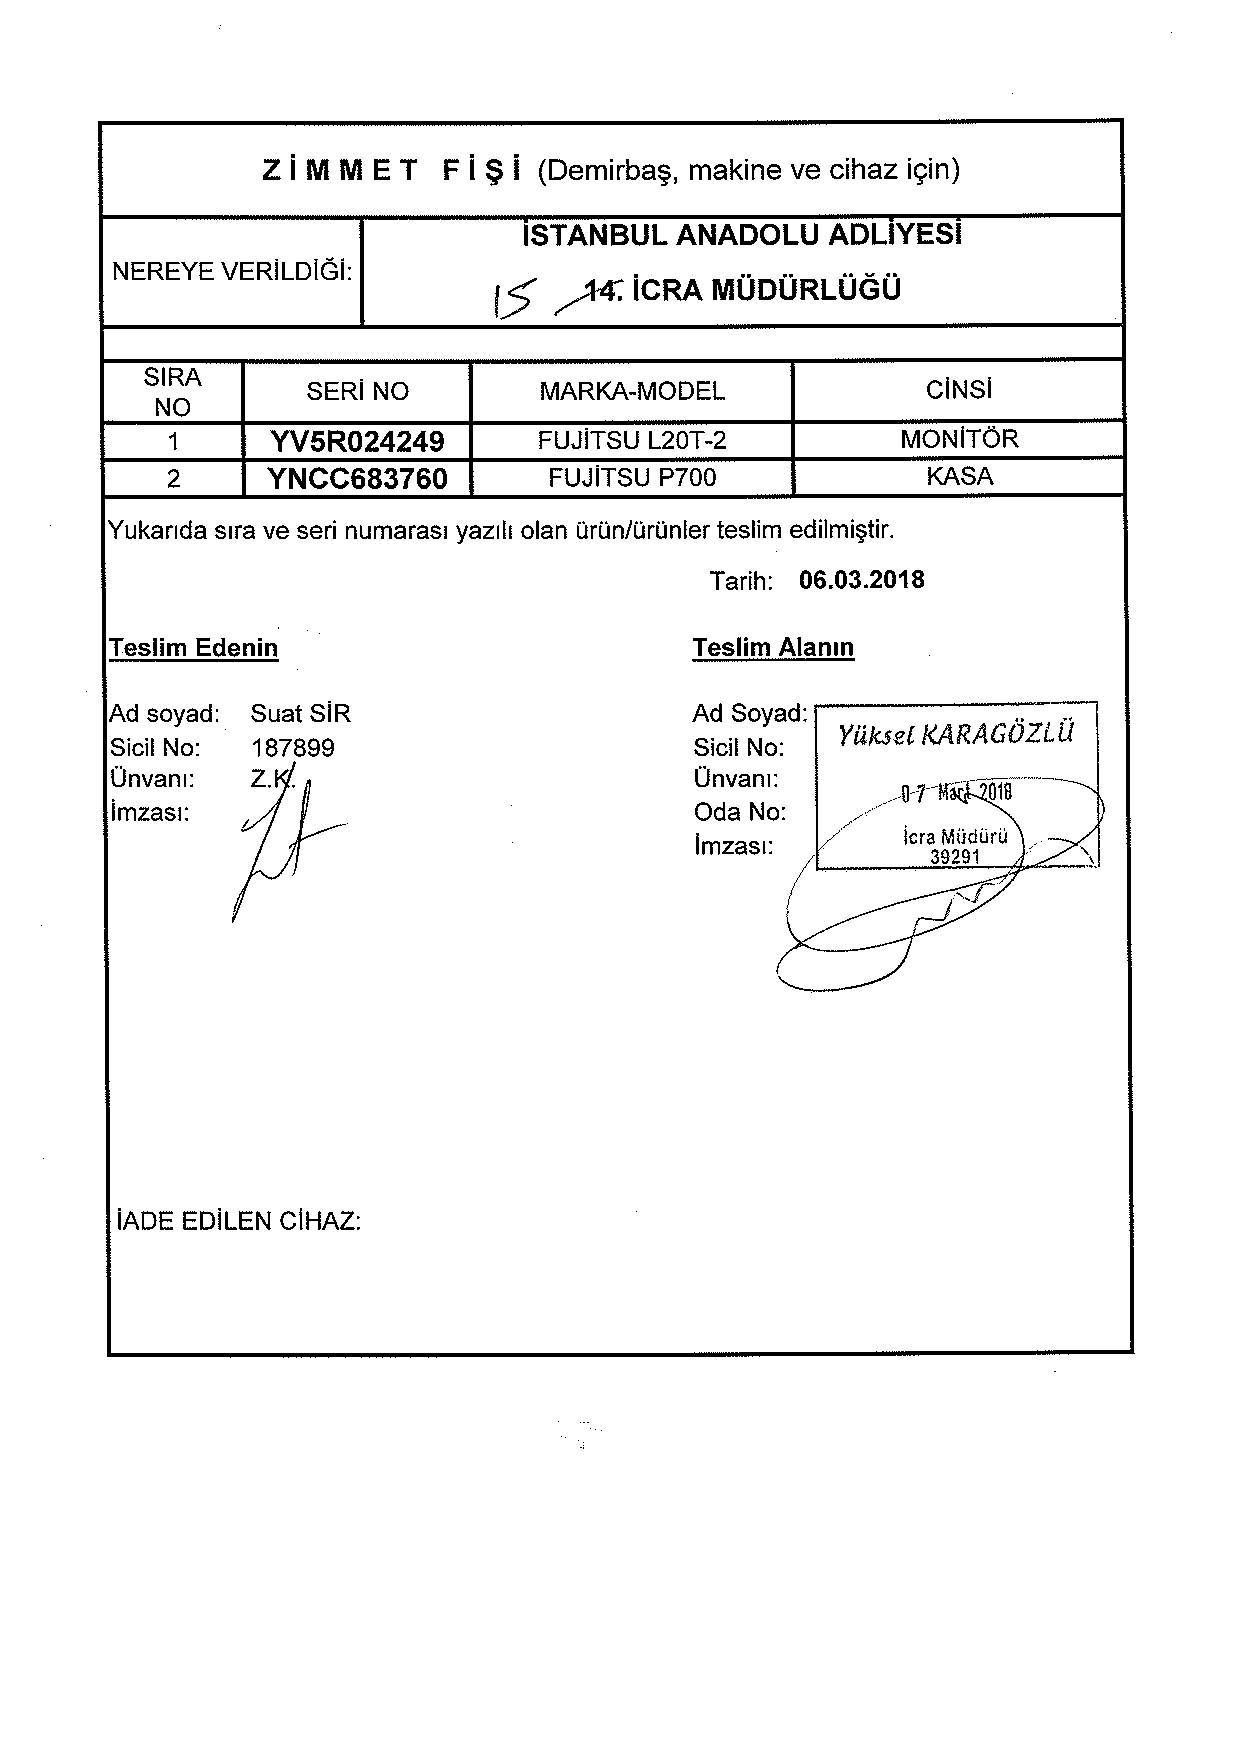 ZİMMET FİŞİ (Demirbaş, makine ve cihaz için)
NEREYE VERİLDİĞİ:
İSTANBUL ANADOLU ADLİYESİ
15 14. İCRA MÜDÜRLÜĞÜ
SIRA NO SERİ NO MARKA-MODEL CİNSİ
1 YV5R024249 FUJİTSU L20T-2 MONİTÖR
2 YNCC683760 FUJİTSU P700 KASA
Yukarıda sıra ve seri numarası yazılı olan ürün/ürünler teslim edilmiştir.
Tarih: 06.03.2018
Teslim Edenin
Ad soyad: Suat SİR
Sicil No: 187899
Ünvanı: Z.K.
İmzası:
Teslim Alanın
Ad Soyad:
Sicil No:
Ünvanı:
Oda No:
İmzası:
Yüksel KARAGÖZLÜ
07 Mart 2018
İcra Müdürü
39291
İADE EDİLEN CİHAZ: